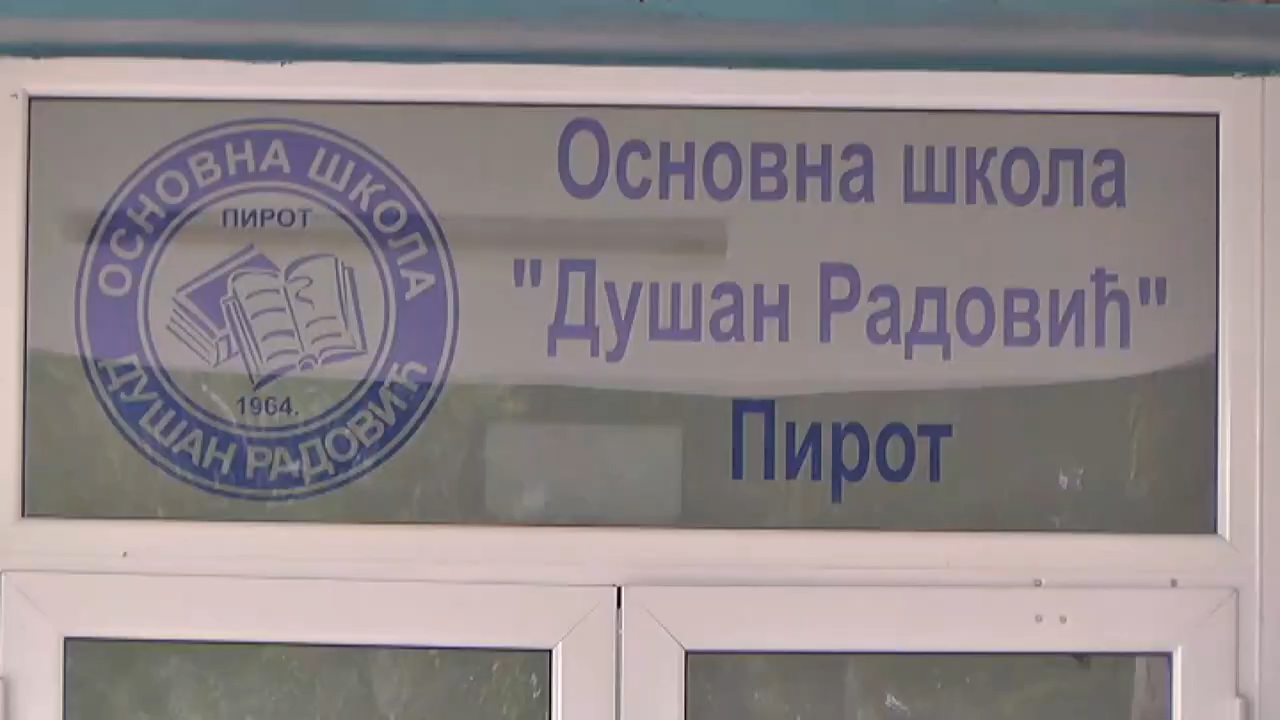 ОСНОВНА ШКОЛА
ПИРОТ
1964.
ДУШАН РАДОВИЋ
Основна школа
"Душан Радовић"
Пирот